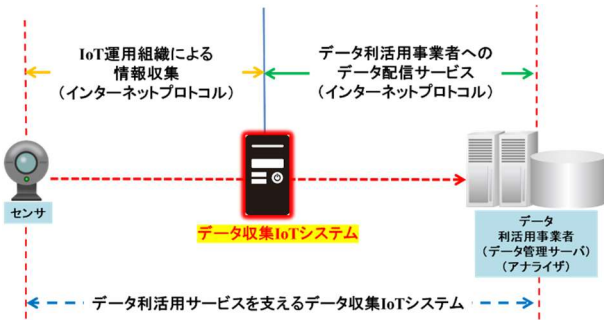 IoT運用組織による
情報収集
(インターネットプロトコル)
データ利活用事業者への
データ配信サービス
(インターネットプロトコル)
センサ
データ収集IoTシステム
データ
利活用事業者
(データ管理サーバ)
(アナライザ)
データ利活用サービスを支えるデータ収集IoTシステム